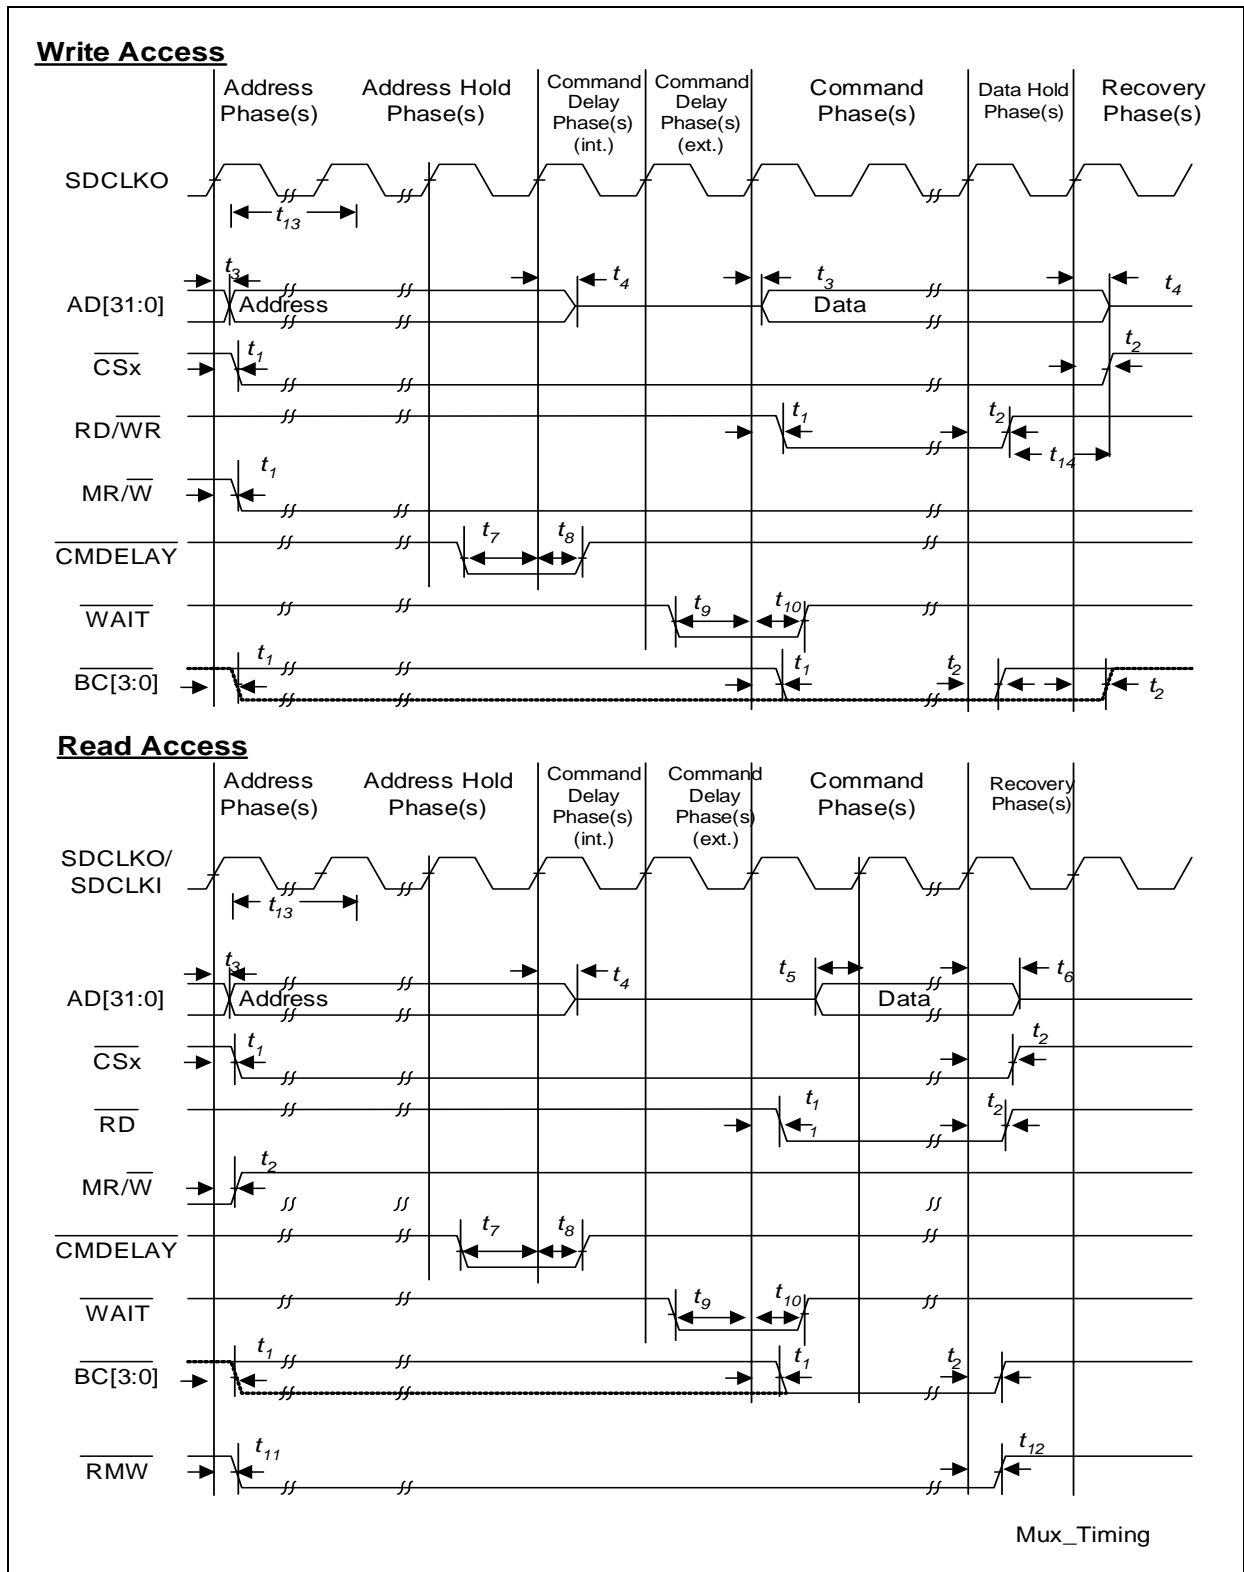 Write Access
Address Phase(s)
Address Hold Phase(s)
Command Delay Phase(s) (int.)
Command Delay Phase(s) (ext.)
Command Phase(s)
Data Hold Phase(s)
Recovery Phase(s)
SDCLKO
t13
AD[31:0]
t3
Address
t4
t3
Data
t4
CSx
t1
t2
RD/WR
t1
t2
t14
MR/W
t1
CMDELAY
t7
t8
WAIT
t9
t10
BC[3:0]
t1
t1
t2
t2
Read Access
Address Phase(s)
Address Hold Phase(s)
Command Delay Phase(s) (int.)
Command Delay Phase(s) (ext.)
Command Phase(s)
Recovery Phase(s)
SDCLKO/
SDCLKI
t13
AD[31:0]
t3
Address
t4
t5
Data
t6
CSx
t1
t2
RD
t1
1
t2
MR/W
t2
CMDELAY
t7
t8
WAIT
t9
t10
BC[3:0]
t1
t1
t2
RMW
t11
t12
Mux_Timing